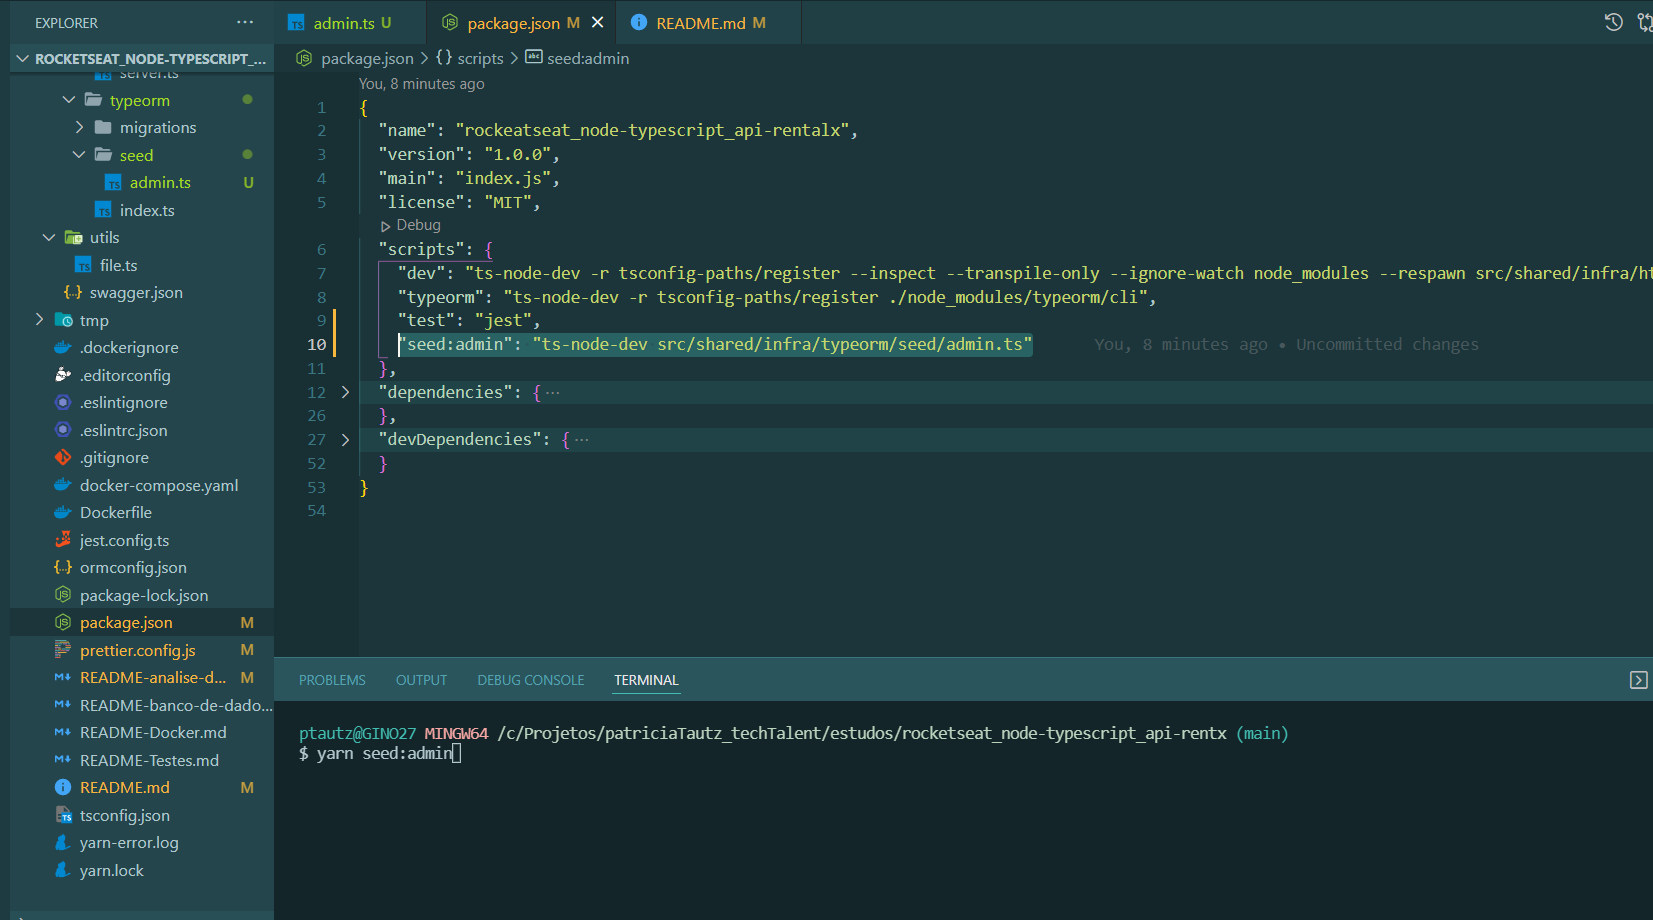 EXPLORER
ROCKETSEAT_NODE-TYPESCRIPT_...
server.ts
typeorm
migrations
seed
admin.ts U
index.ts
utils
file.ts
swagger.json
tmp
.dockerignore
.editorconfig
.eslintignore
.eslintrc.json
.gitignore
docker-compose.yaml
Dockerfile
jest.config.ts
ormconfig.json
package-lock.json
package.json M
prettier.config.js M
README-analise-d... M
README-banco-de-dado...
README-Docker.md
README-Testes.md
README.md M
tsconfig.json
yarn-error.log
yarn.lock
admin.ts U
package.json M
README.md M
package.json > {} scripts > abc seed:admin
You, 8 minutes ago
1 {
2 "name": "rockeatseat_node-typescript_api-rentalx",
3 "version": "1.0.0",
4 "main": "index.js",
5 "license": "MIT",
Debug
6 "scripts": {
7 "dev": "ts-node-dev -r tsconfig-paths/register --inspect --transpile-only --ignore-watch node_modules --respawn src/shared/infra/ht
8 "typeorm": "ts-node-dev -r tsconfig-paths/register ./node_modules/typeorm/cli",
9 "test": "jest",
10 "seed:admin": "ts-node-dev src/shared/infra/typeorm/seed/admin.ts" You, 8 minutes ago • Uncommitted changes
11 },
12 "dependencies": { ...
26 },
27 "devDependencies": { ...
52 }
53 }
54
PROBLEMS OUTPUT DEBUG CONSOLE TERMINAL
ptautz@GINO27 MINGW64 /c/Projetos/patriciaTautz_techTalent/estudos/rocketseat_node-typescript_api-rentx (main)
$ yarn seed:admin